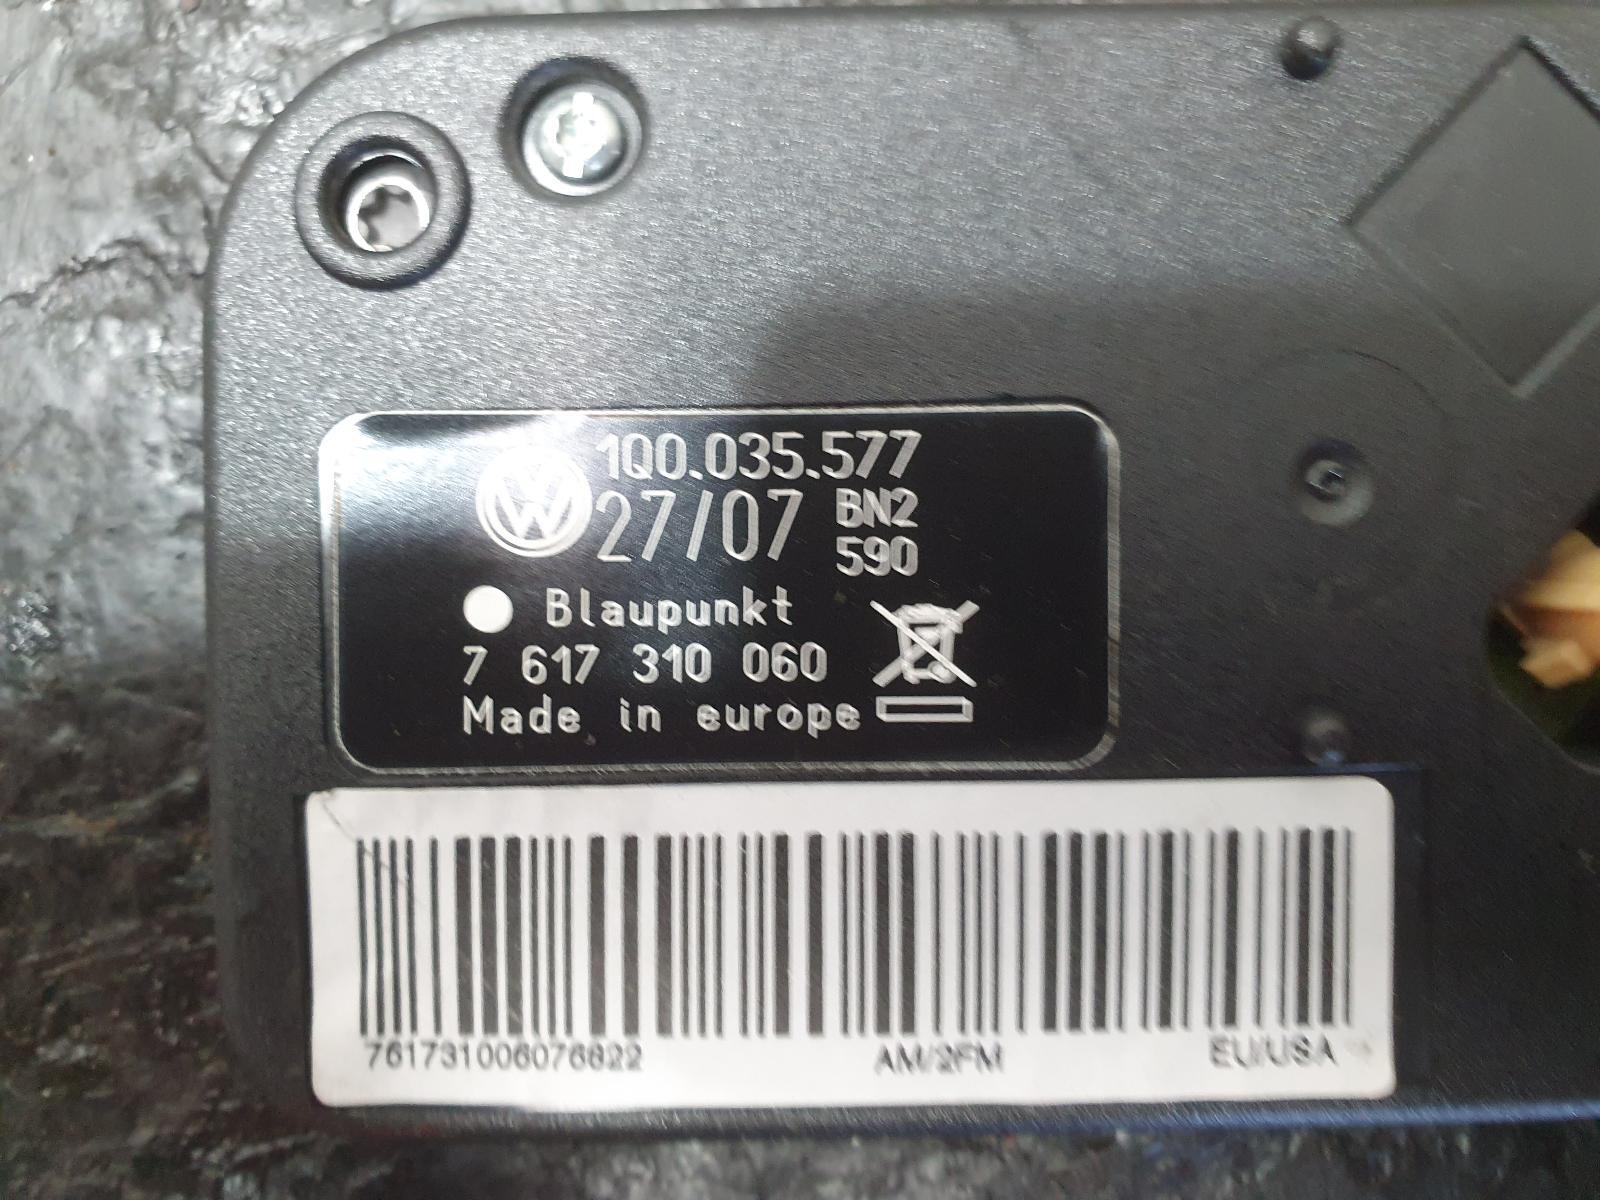 1Q0.035.577
27/07 BN2
590
Blaupunkt
7 617 310 060
Made in europe
761731006076822
AM/2FM
EU/USA